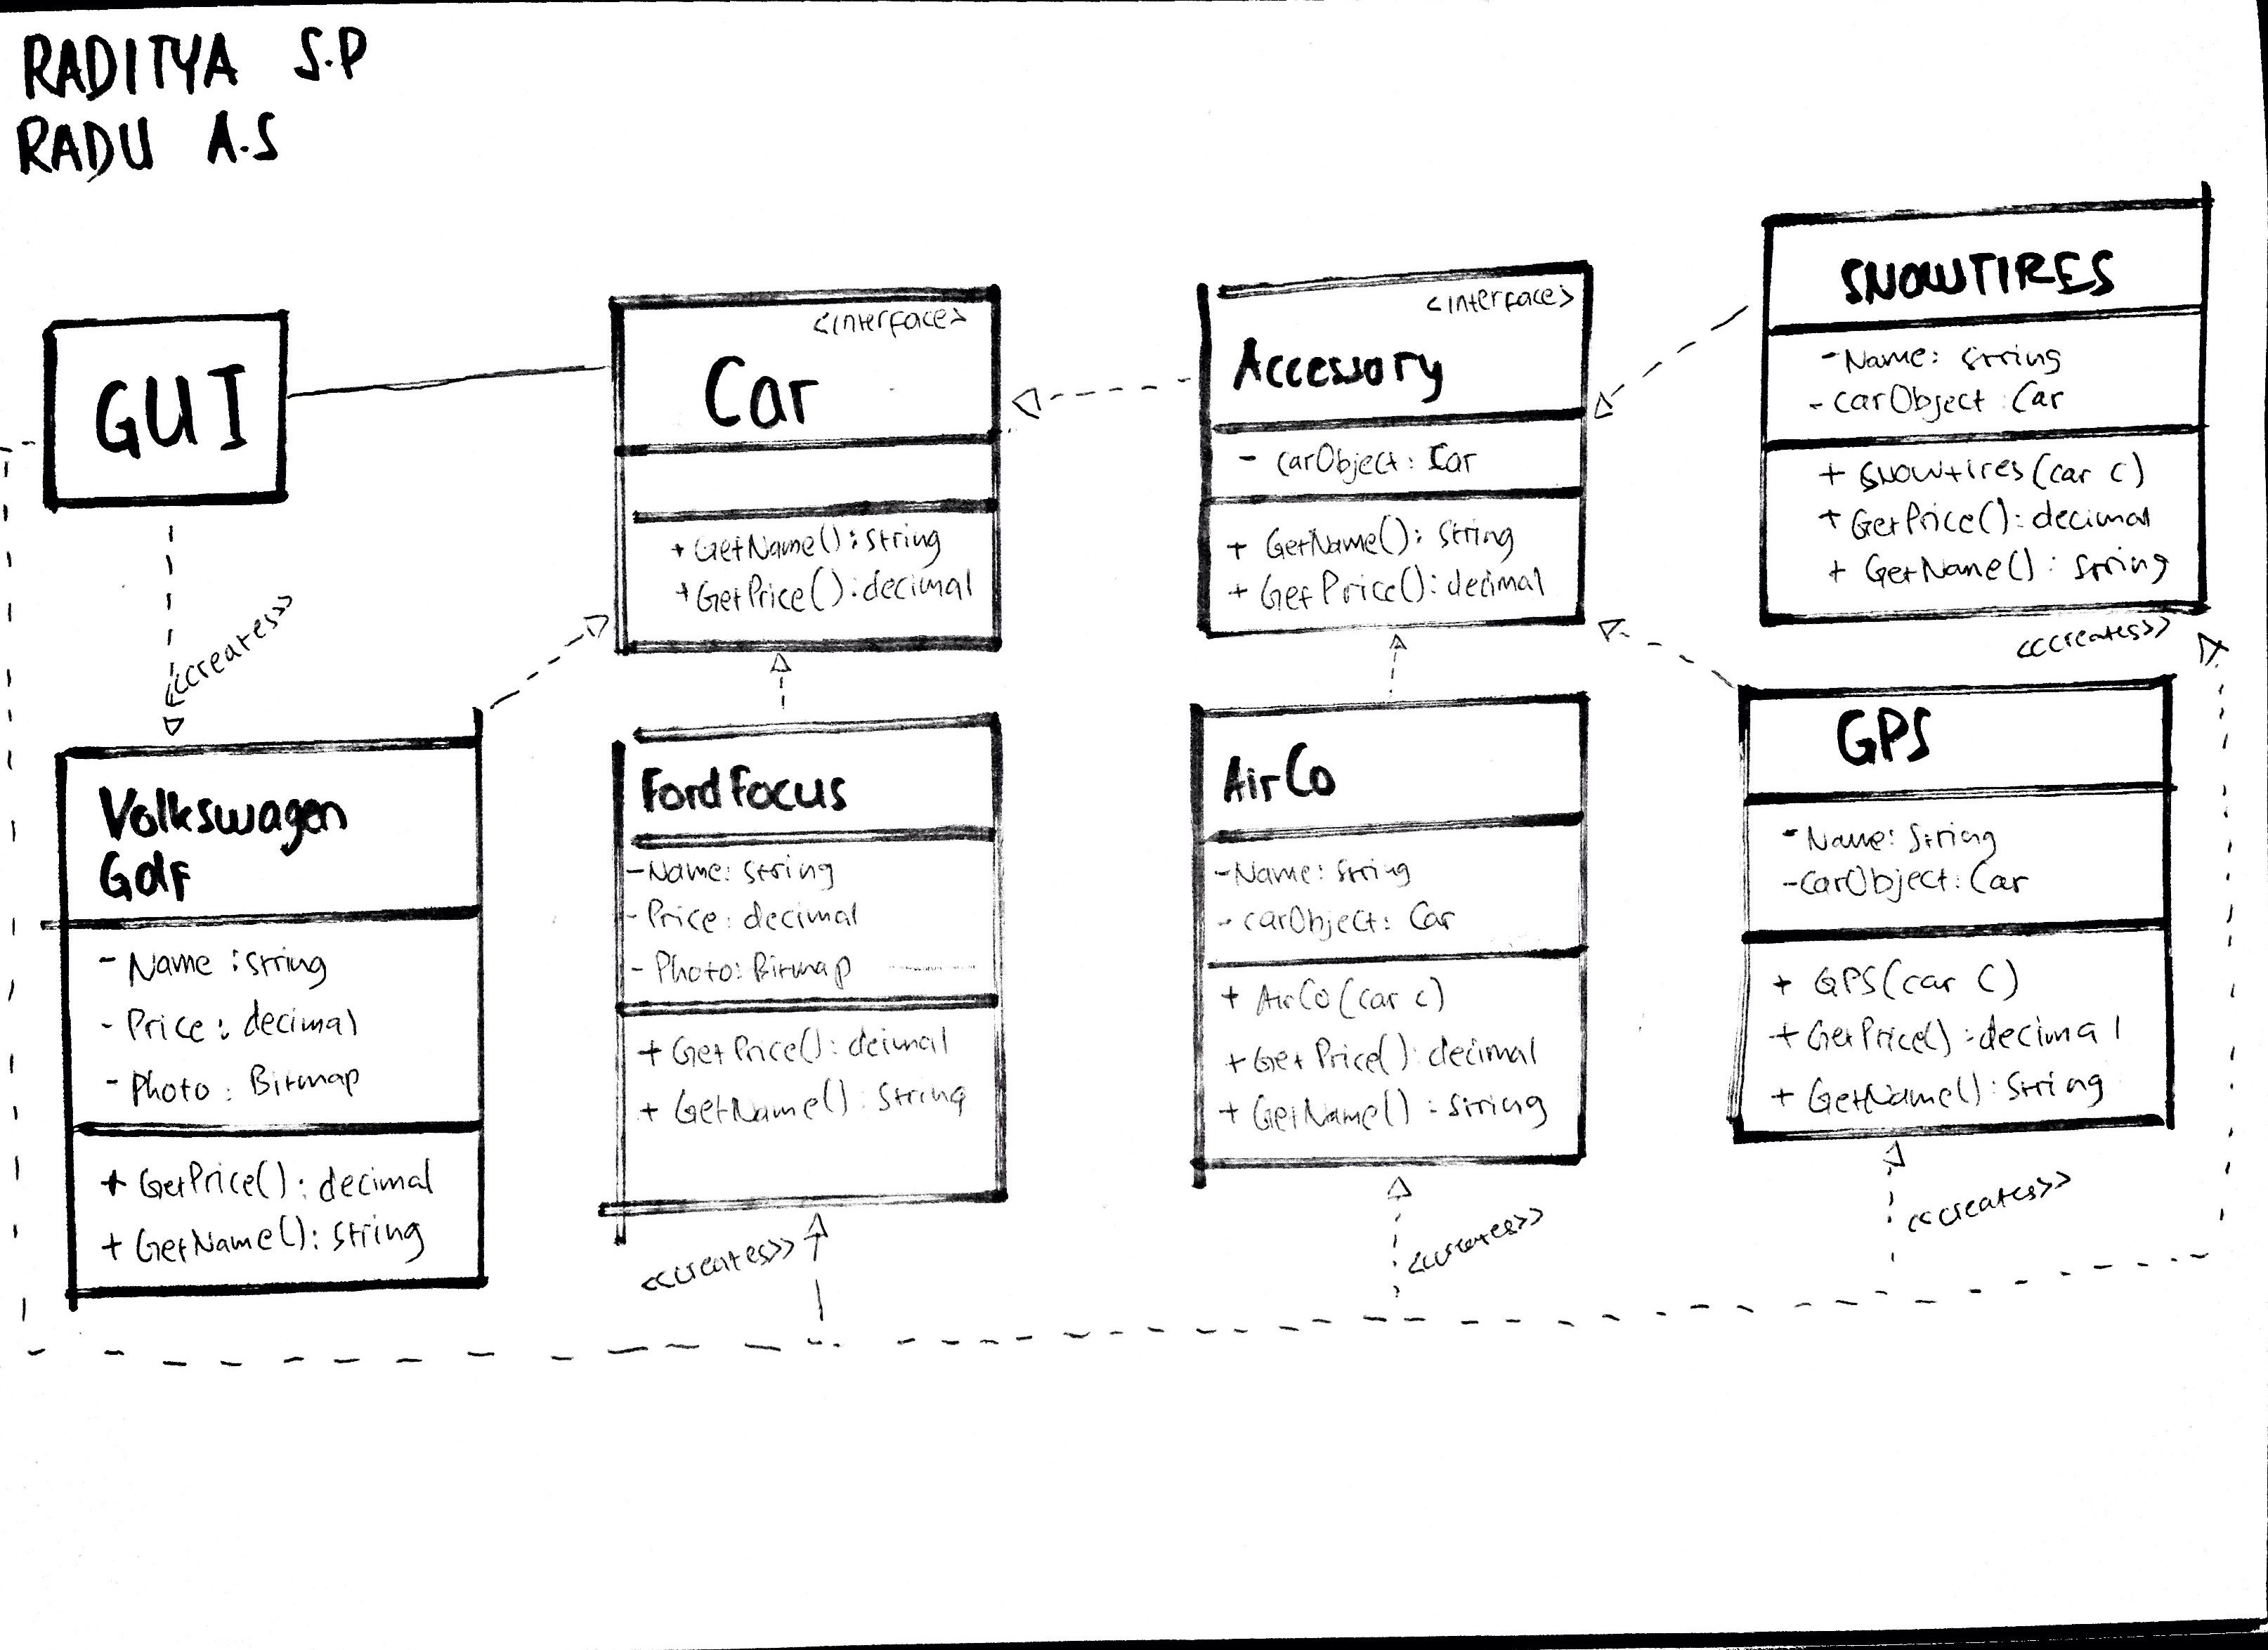 RADITYA S.P
RADU A.S
GUI
<<creates>>
<interface>
Car
+ GetName(): string
+ GetPrice(): decimal
<interface>
Accessory
- carObject: Car
+ GetName(): string
+ GetPrice(): decimal
SNOWTIRES
- Name: string
- carObject: Car
+ snowtires(car c)
+ GetPrice(): decimal
+ GetName(): string
<<creates>>
Volkswagen
Golf
- Name: string
- Price: decimal
- Photo: Bitmap
+ GetPrice(): decimal
+ GetName(): string
Ford Focus
- Name: string
- Price: decimal
- Photo: Bitmap
+ GetPrice(): decimal
+ GetName(): string
<<creates>>
AirCo
- Name: string
- carObject: Car
+ AirCo(car c)
+ GetPrice(): decimal
+ GetName(): string
<<creates>>
GPS
- Name: string
- carObject: Car
+ GPS(car c)
+ GetPrice(): decimal
+ GetName(): string
<<creates>>